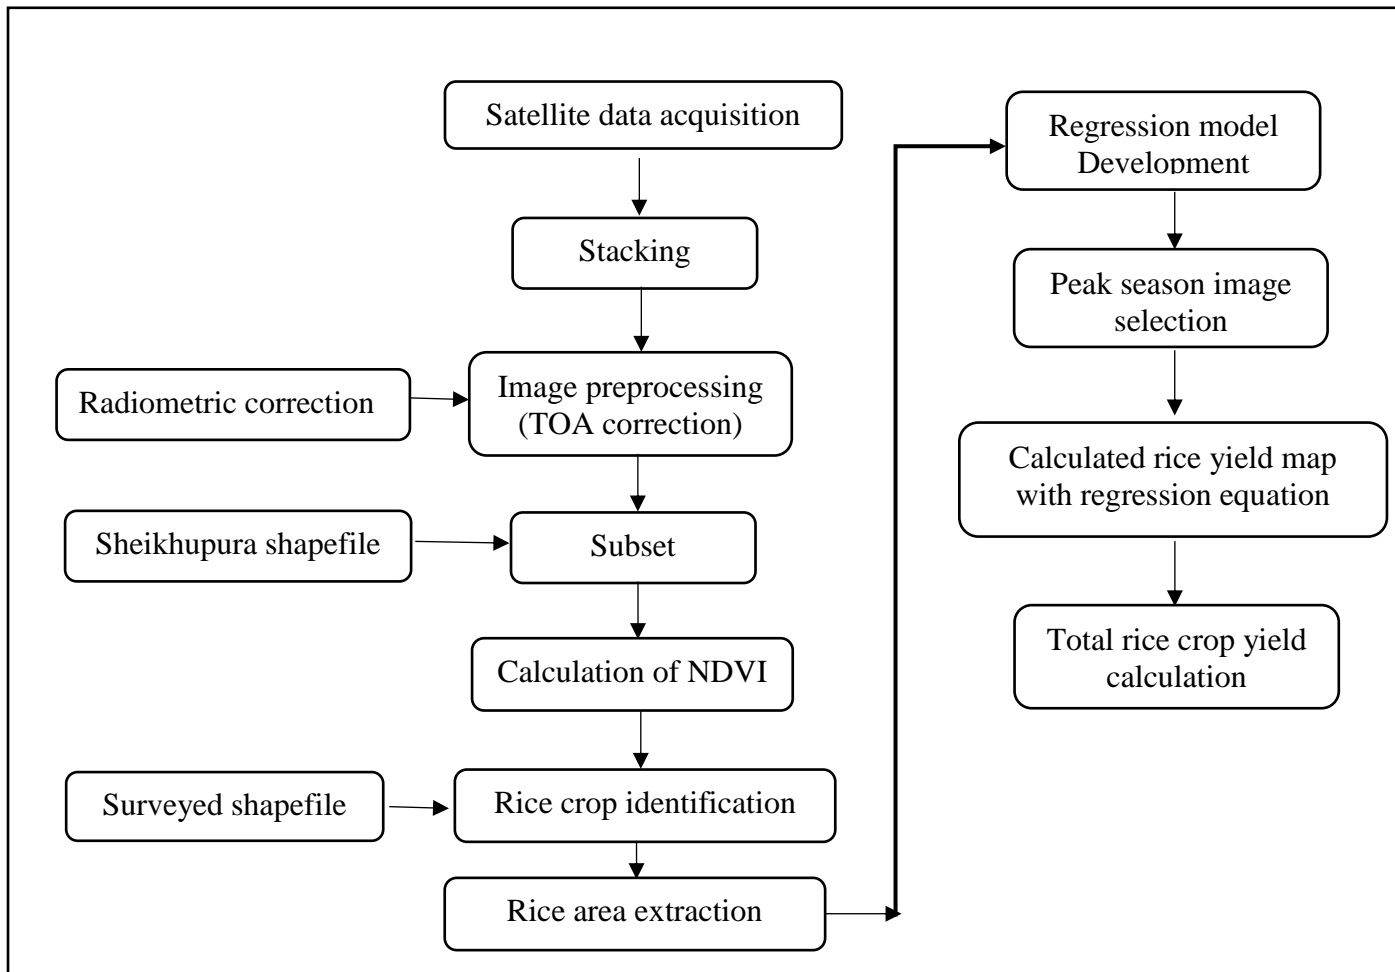 Satellite data acquisition
Stacking
Radiometric correction
Image preprocessing
(TOA correction)
Sheikhupura shapefile
Subset
Calculation of NDVI
Surveyed shapefile
Rice crop identification
Rice area extraction
Regression model
Development
Peak season image
selection
Calculated rice yield map
with regression equation
Total rice crop yield
calculation